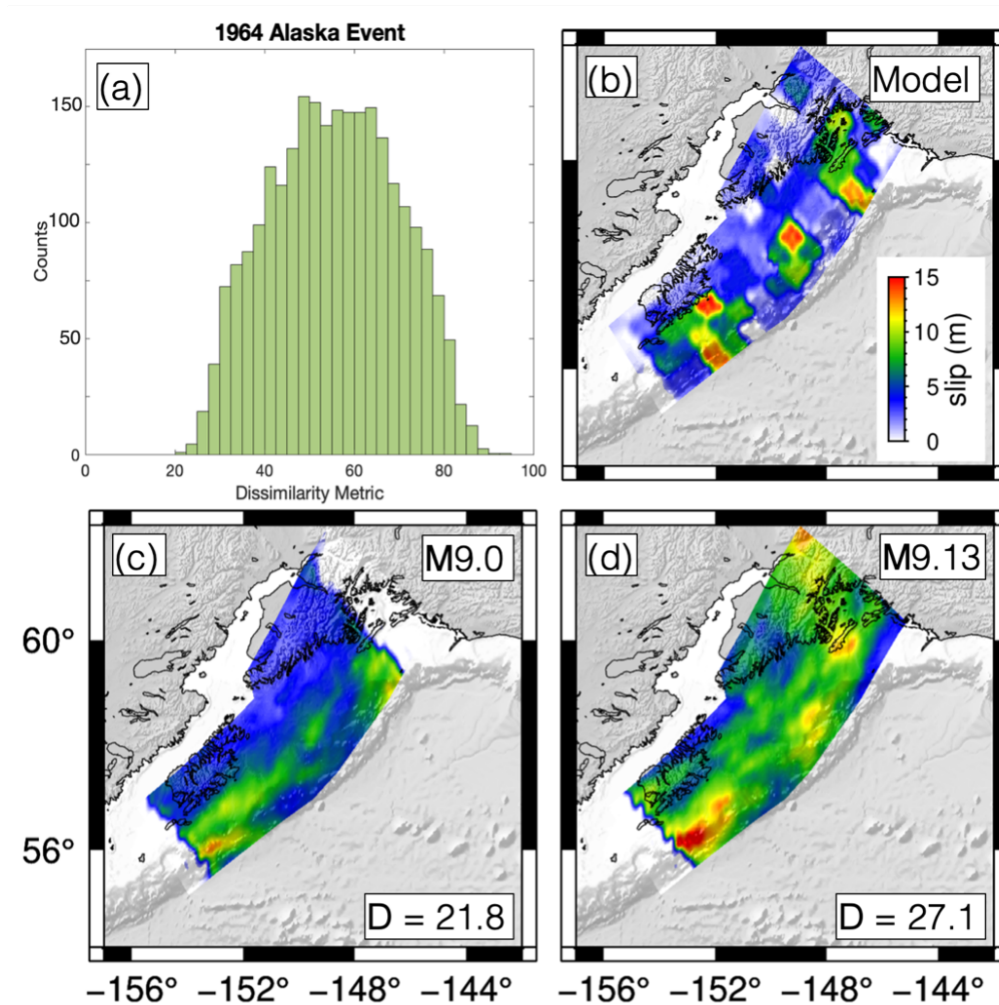 1964 Alaska Event
(a)
150
100
50
0
Counts
0 20 40 60 80 100
Dissimilarity Metric
(b)
Model
15
10
5
0
slip (m)
(c)
M9.0
60°
56°
D = 21.8
−156° −152° −148° −144°
(d)
M9.13
D = 27.1
−156° −152° −148° −144°